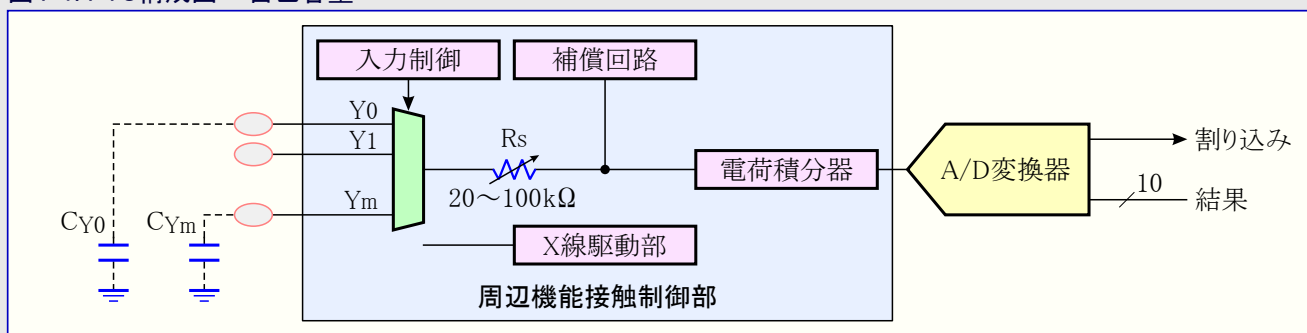 入力制御
補償回路
Y0
Y1
Ym
Rs
20～100kΩ
電荷積分器
A/D変換器
割り込み
10
結果
CY0
CYm
X線駆動部
周辺機能接触制御部